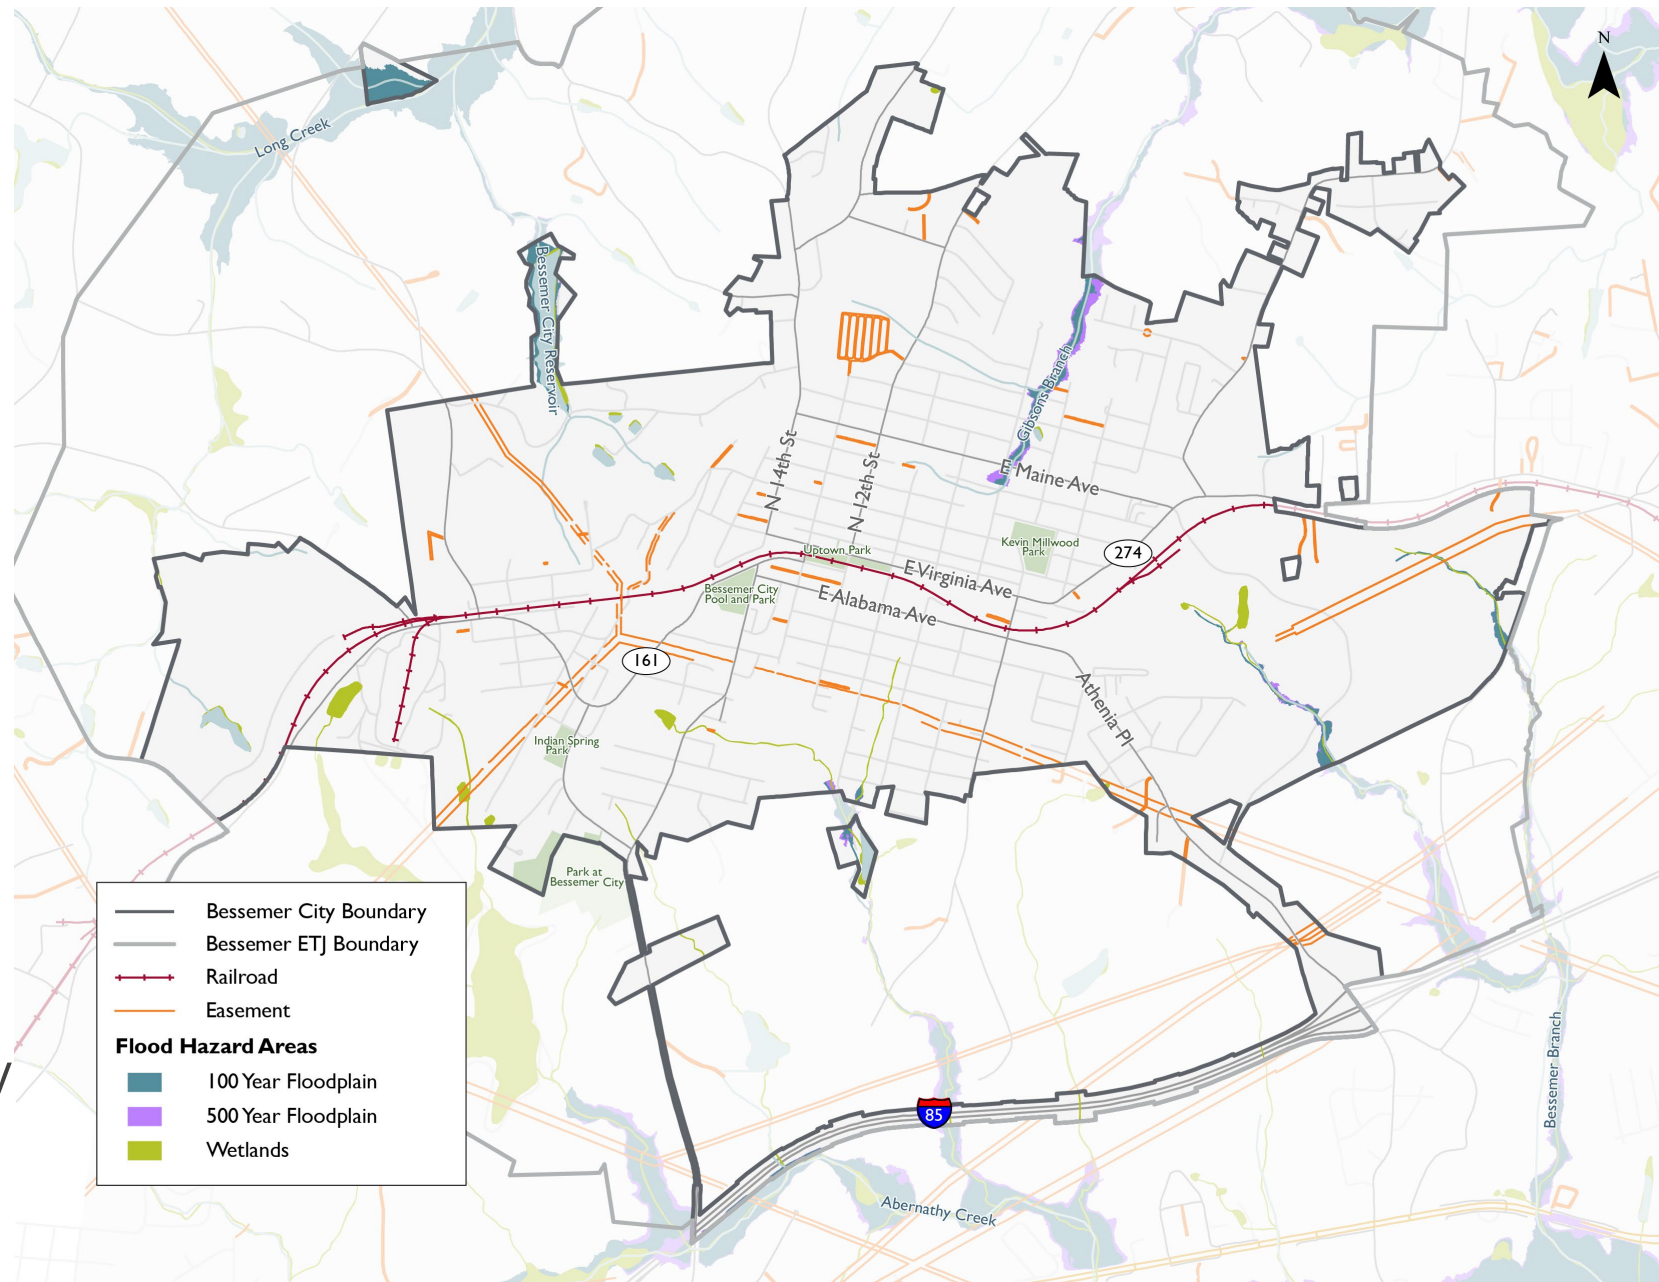 N
Long Creek
Bessemer City Reservoir
Gibsons Branch
N 14th St
N 12th St
E Maine Ave
Uptown Park
Kevin Millwood
Park
274
E Virginia Ave
Bessemer City
Pool and Park
E Alabama Ave
161
Athenia Pl
Indian Spring
Park
Park at
Bessemer City
Bessemer City Boundary
Bessemer ETJ Boundary
Railroad
Easement
Flood Hazard Areas
100 Year Floodplain
500 Year Floodplain
Wetlands
85
Bessemer Branch
Abernathy Creek